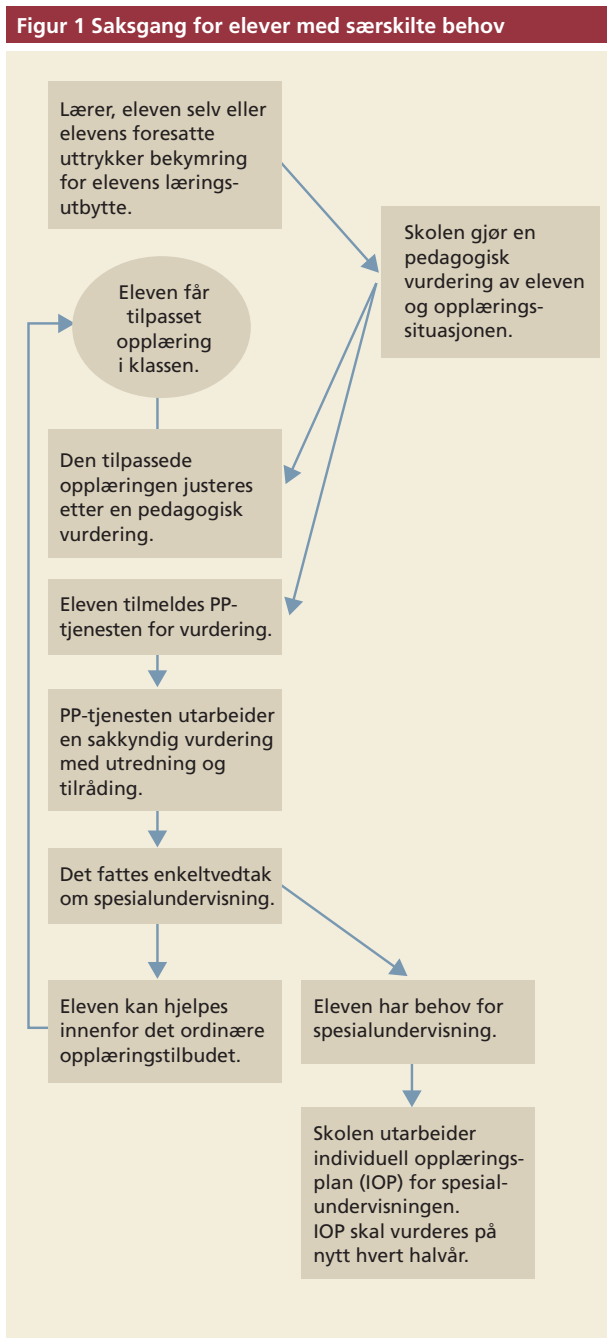 Figur 1 Saksgang for elever med særskilte behov
Lærer, eleven selv eller
elevens foresatte
uttrykker bekymring
for elevens lærings-
utbytte.
Skolen gjør en
pedagogisk
vurdering av eleven
og opplærings-
situasjonen.
Eleven får
tilpasset
opplæring
i klassen.
Den tilpassede
opplæringen justeres
etter en pedagogisk
vurdering.
Eleven tilmeldes PP-
tjenesten for vurdering.
PP-tjenesten utarbeider
en sakkyndig vurdering
med utredning og
tilråding.
Det fattes enkeltvedtak
om spesialundervisning.
Eleven kan hjelpes
innenfor det ordinære
opplæringstilbudet.
Eleven har behov for
spesialundervisning.
Skolen utarbeider
individuell opplærings-
plan (IOP) for spesial-
undervisningen.
IOP skal vurderes på
nytt hvert halvår.